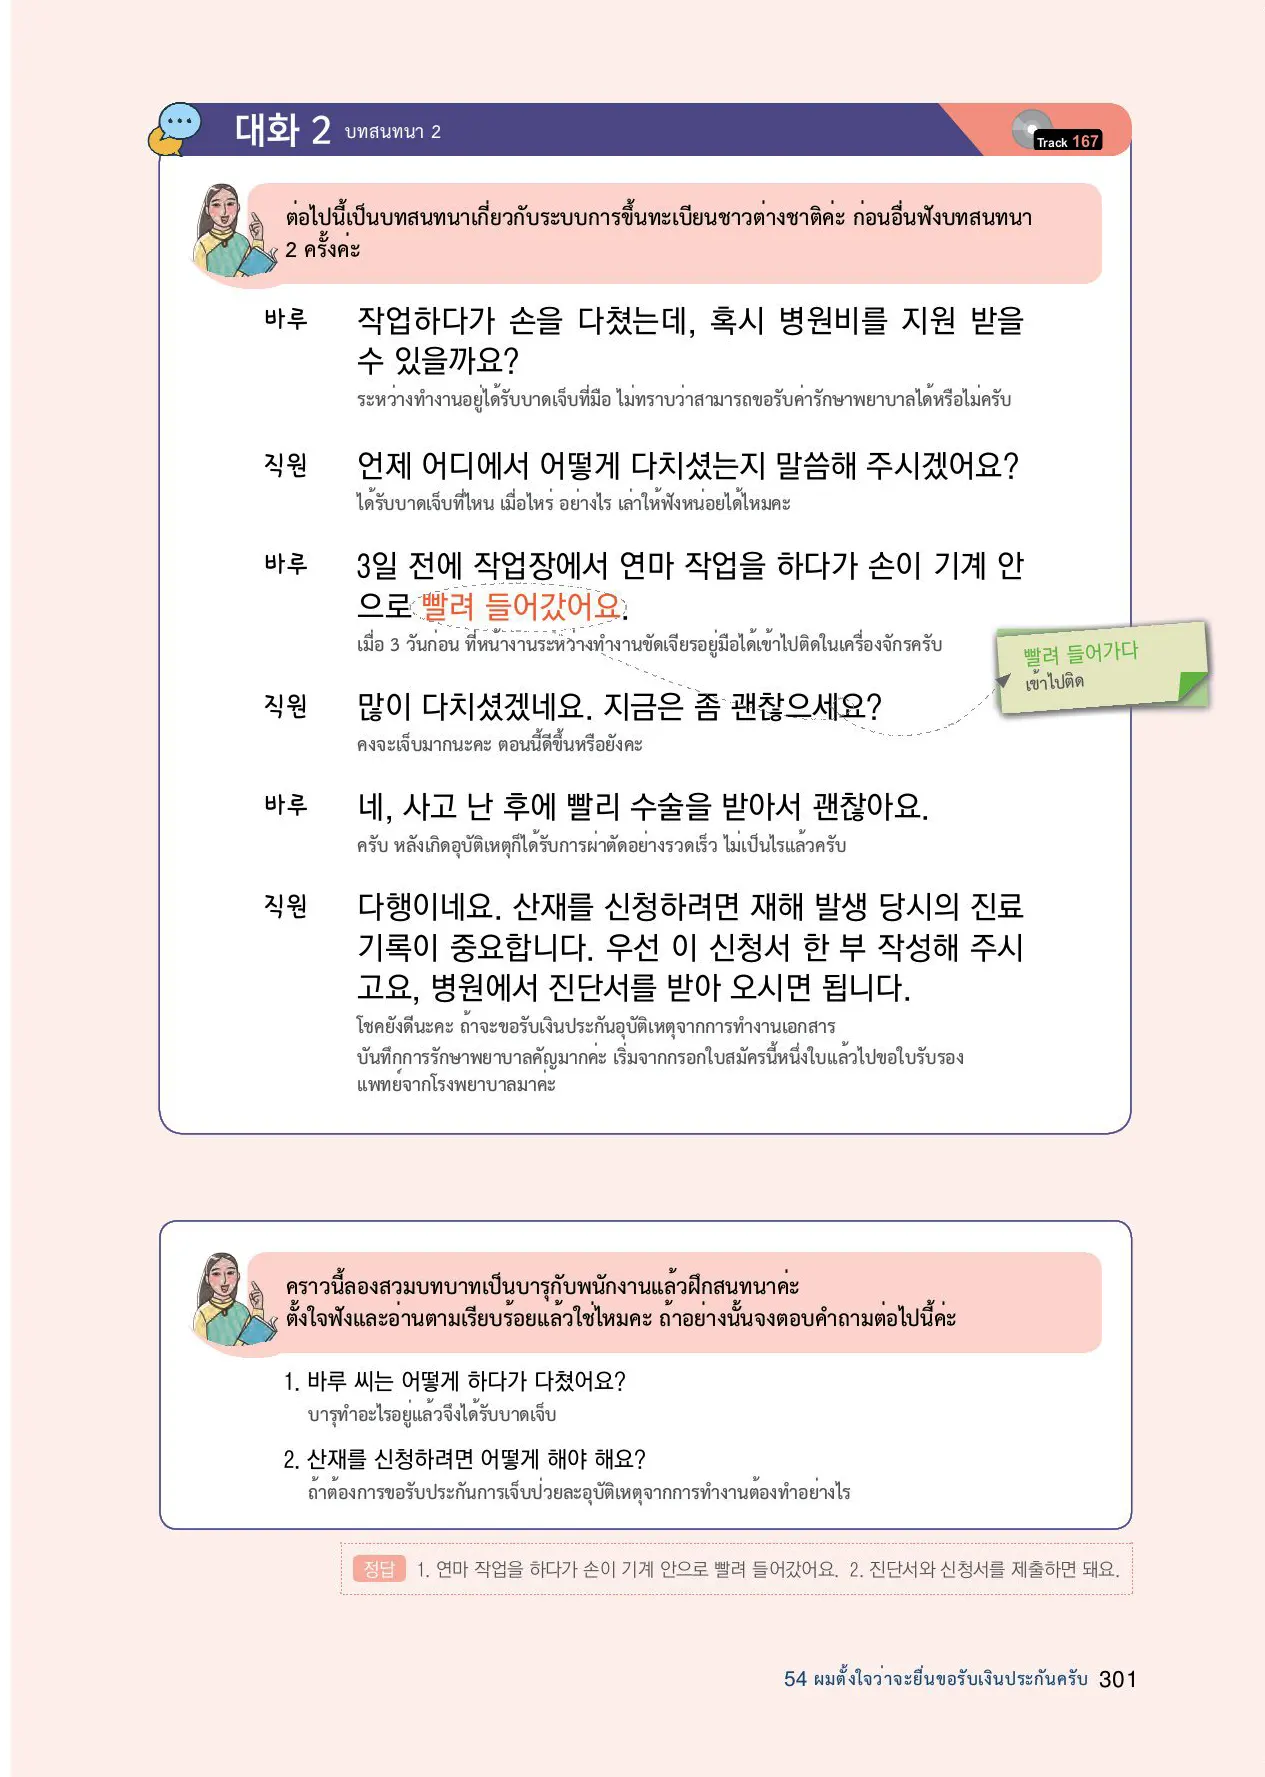 대화 2 บทสนทนา 2
Track 167
ต่อไปนี้เป็นบทสนทนาเกี่ยวกับระบบการขึ้นทะเบียนชาวต่างชาติค่ะ ก่อนอื่นฟังบทสนทนา
2 ครั้งค่ะ
바루 작업하다가 손을 다쳤는데, 혹시 병원비를 지원 받을
수 있을까요?
ระหว่างทำงานอยู่ได้รับบาดเจ็บที่มือ ไม่ทราบว่าสามารถขอรับค่ารักษาพยาบาลได้หรือไม่ครับ
직원 언제 어디에서 어떻게 다치셨는지 말씀해 주시겠어요?
ได้รับบาดเจ็บที่ไหน เมื่อไหร่ อย่างไร เล่าให้ฟังหน่อยได้ไหมคะ
바루 3일 전에 작업장에서 연마 작업을 하다가 손이 기계 안
으로 빨려 들어갔어요.
เมื่อ 3 วันก่อน ที่หน้างานระหว่างทำงานขัดเจียรอยู่มือได้เข้าไปติดในเครื่องจักรครับ
빨려 들어가다
เข้าไปติด
직원 많이 다치셨겠네요. 지금은 좀 괜찮으세요?
คงจะเจ็บมากนะคะ ตอนนี้ดีขึ้นหรือยังคะ
바루 네, 사고 난 후에 빨리 수술을 받아서 괜찮아요.
ครับ หลังเกิดอุบัติเหตุก็ได้รับการผ่าตัดอย่างรวดเร็ว ไม่เป็นไรแล้วครับ
직원 다행이네요. 산재를 신청하려면 재해 발생 당시의 진료
기록이 중요합니다. 우선 이 신청서 한 부 작성해 주시
고요, 병원에서 진단서를 받아 오시면 됩니다.
โชคยังดีนะคะ ถ้าจะขอรับเงินประกันอุบัติเหตุจากการทำงานเอกสาร
บันทึกการรักษาพยาบาลคัญมากค่ะ เริ่มจากกรอกใบสมัครนี้หนึ่งใบแล้วไปขอใบรับรอง
แพทย์จากโรงพยาบาลมาค่ะ
คราวนี้ลองสวมบทบาทเป็นบารุกับพนักงานแล้วฝึกสนทนาค่ะ
ตั้งใจฟังและอ่านตามเรียบร้อยแล้วใช่ไหมคะ ถ้าอย่างนั้นจงตอบคำถามต่อไปนี้ค่ะ
1. 바루 씨는 어떻게 하다가 다쳤어요?
บารุทำอะไรอยู่แล้วจึงได้รับบาดเจ็บ
2. 산재를 신청하려면 어떻게 해야 해요?
ถ้าต้องการขอรับประกันการเจ็บป่วยละอุบัติเหตุจากการทำงานต้องทำอย่างไร
정답 1. 연마 작업을 하다가 손이 기계 안으로 빨려 들어갔어요. 2. 진단서와 신청서를 제출하면 돼요.
54 ผมตั้งใจว่าจะยื่นขอรับเงินประกันครับ 301